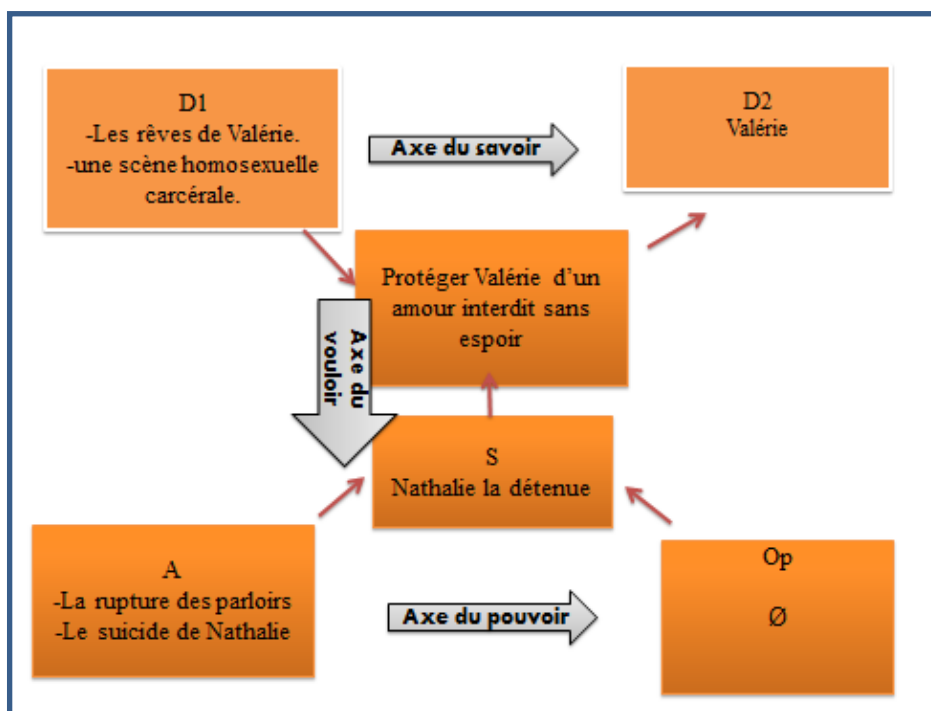 D1
-Les rêves de Valérie.
-une scène homosexuelle
carcérale.
Axe du savoir
D2
Valérie
Protéger Valérie d’un
amour interdit sans
espoir
Axe du
vouloir
S
Nathalie la détenue
A
-La rupture des parloirs
-Le suicide de Nathalie
Axe du pouvoir
Op
Ø